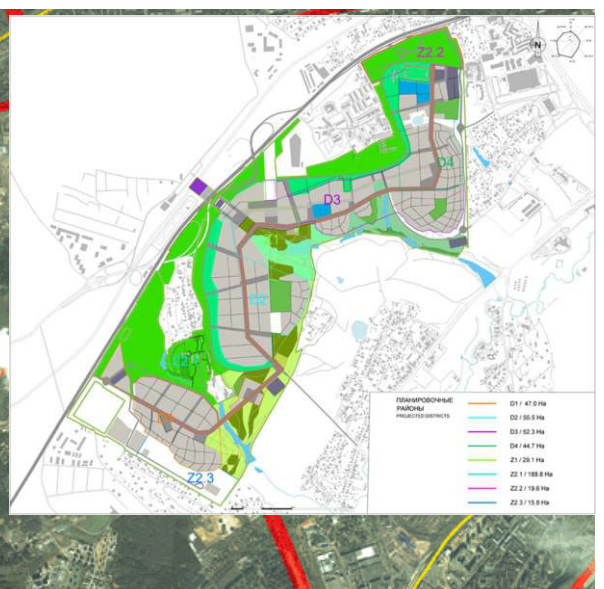 Z2.2
N
D4
D3
Z2.3
ПЛАНИРОВОЧНЫЕ
РАЙОНЫ
PROJECTED DISTRICTS
D1 / 47.0 Ha
D2 / 55.5 Ha
D3 / 52.3 Ha
D4 / 44.7 Ha
Z1 / 29.1 Ha
Z2.1 / 188.8 Ha
Z2.2 / 19.6 Ha
Z2.3 / 15.8 Ha